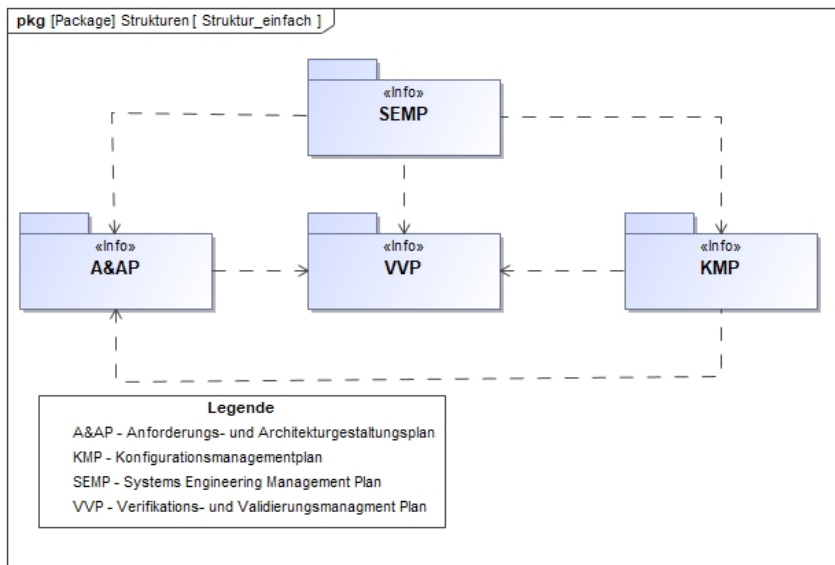 pkg [Package] Strukturen [ Struktur_einfach ]
«Info»
SEMP
«Info»
A&AP
«Info»
VVP
«Info»
KMP
Legende
A&AP - Anforderungs- und Architekturgestaltungsplan
KMP - Konfigurationsmanagementplan
SEMP - Systems Engineering Management Plan
VVP - Verifikations- und Validierungsmanagment Plan